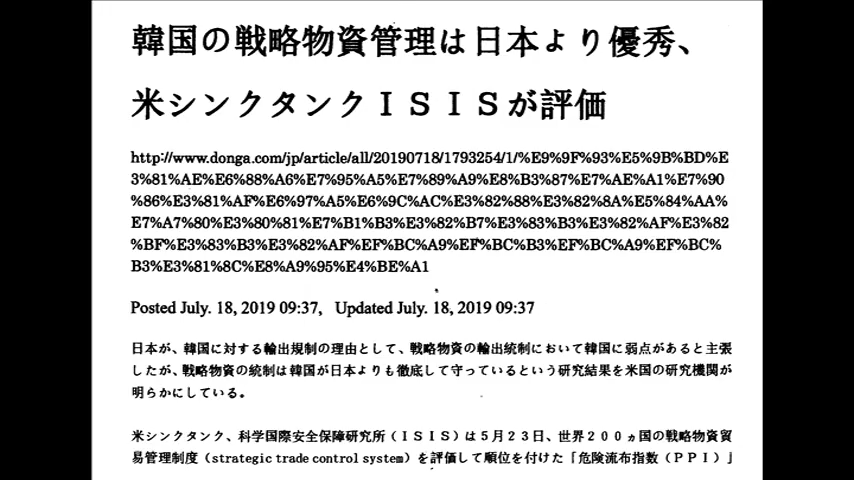 韓国の戦略物資管理は日本より優秀、
米シンクタンクＩＳＩＳが評価
http://www.donga.com/jp/article/all/20190718/1793254/1/%E9%9F%93%E5%9B%BD%E
3%81%AE%E6%88%A6%E7%95%A5%E7%89%A9%E8%B3%87%E7%AE%A1%E7%90
%86%E3%81%AF%E6%97%A5%E6%9C%AC%E3%82%88%E3%82%8A%E5%84%AA%
E7%A7%80%E3%80%81%E7%B1%B3%E3%82%B7%E3%83%B3%E3%82%AF%E3%82
%BF%E3%83%B3%E3%82%AF%EF%BC%A9%EF%BC%B3%EF%BC%A9%EF%BC%
B3%E3%81%8C%E8%A9%95%E4%BE%A1
Posted July. 18, 2019 09:37,   Updated July. 18, 2019 09:37
日本が、韓国に対する輸出規制の理由として、戦略物資の輸出統制において韓国に弱点があると主張
したが、戦略物資の統制は韓国が日本よりも徹底して守っているという研究結果を米国の研究機関が
明らかにしている。
米シンクタンク、科学国際安全保障研究所（ＩＳＩＳ）は５月２３日、世界２００ヵ国の戦略物資貿
易管理制度（strategic trade control system）を評価して順位を付けた「危険流布指数（ＰＰＩ）」